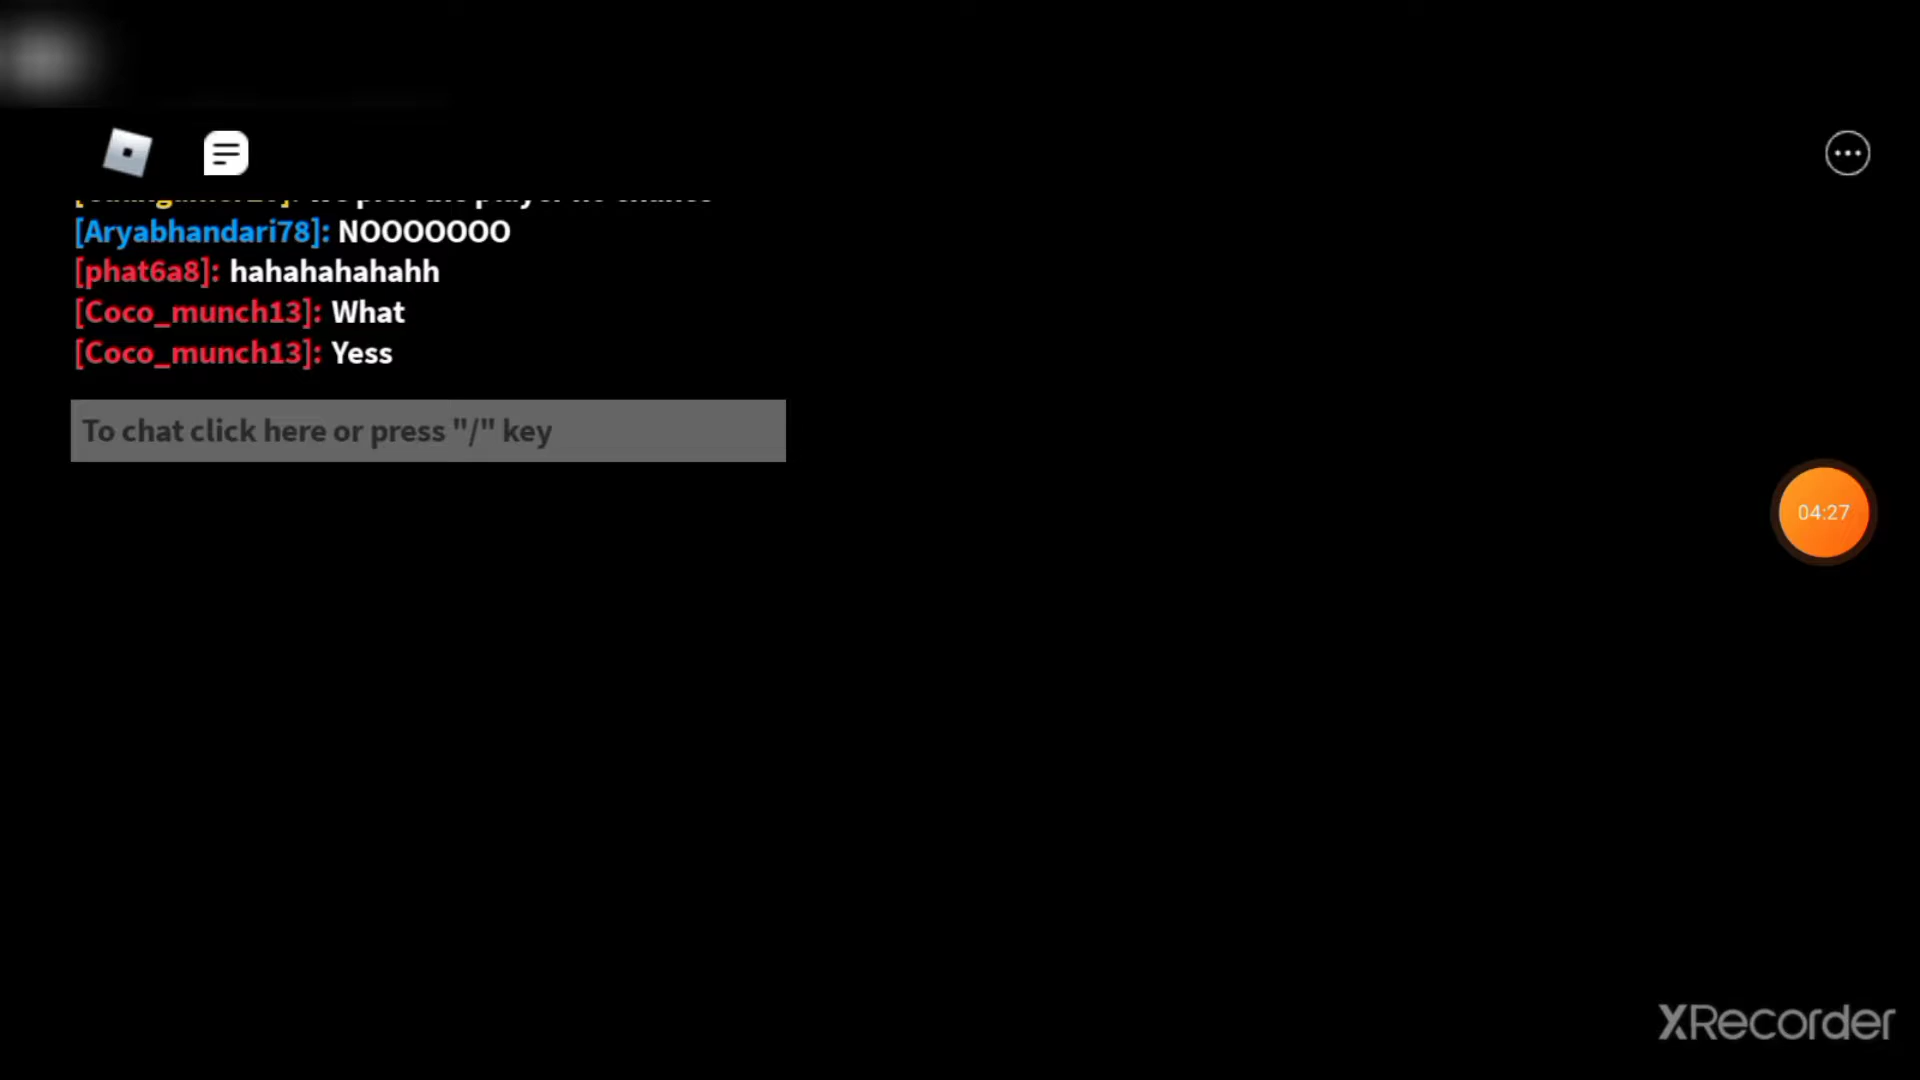 [Aryabhandari78]: NOOOOOOO
[phat6a8]: hahahahahahh
[Coco_munch13]: What
[Coco_munch13]: Yess
To chat click here or press "/" key
04:27
XRecorder